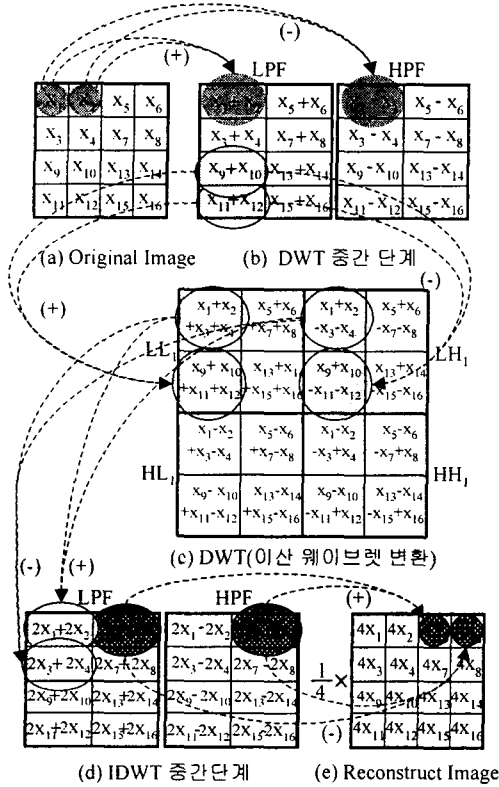 (-)
(+)
LPF HPF
x₅ x₆ x₅+x₆ x₅- x₆
x₃ x₄ x₇ x₈ x₃+x₄ x₇+x₈ x₃ - x₄ x₇ - x₈
x₉ x₁₀ x₁₃ x₁₄ x₉+x₁₀ x₁₃+x₁₄ x₉-x₁₀ x₁₃-x₁₄
x₁₁ x₁₂ x₁₅ x₁₆ x₁₁+x₁₂ x₁₅+x₁₆ x₁₁-x₁₂ x₁₅-x₁₆
(a) Original Image (b) DWT 중간 단계
(+) (-)
x₁+x₂ x₅+x₆ x₁+x₂ x₅+x₆
+x₃+x₄ +x₇+x₈ -x₃-x₄ -x₇-x₈
LL₁ LH₁
x₉+ x₁₀ x₁₃+x₁ x₉+x₁₀ x₁₃+x₁₄
+x₁₁+x₁₂ +x₁₅+x₁₆ -x₁₁-x₁₂ x₁₅-x₁₆
x₁-x₂ x₅-x₆ x₁-x₂ x₅-x₆
+x₃-x₄ +x₇-x₈ -x₃+x₄ -x₇+x₈
HL₁ HH₁
x₉- x₁₀ x₁₃-x₁₄ x₉-x₁₀ x₁₃-x₁₄
+x₁₁-x₁₂ +x₁₅-x₁₆ -x₁₁+x₁₂ -x₁₅+x₁₆
(c) DWT(이산 웨이브렛 변환)
(-) (+)
LPF HPF (+)
2x₁+2x₂ 2x₁-2x₂ 4x₁ 4x₂
2x₃+ 2x₄ 2x₇+2x₈ 2x₃-2x₄ 2x₇ -2x₈ 4x₃ 4x₄ 4x₇ 4x₈
1/4 ×
2x₉+2x₁₀ 2x₁₃+2x₁₄ 2x₉-2x₁₀ 2x₁₃-2x₁₄ 4x₉ 4x₁₀ 4x₁₃ 4x₁₄
2x₁₇+2x₁₂ 2x₁₃+2x₁₆ 2x₁₁-2x₁₂ 2x₁₅-2x₁₆ 4x₁₁ 4x₁₂ 4x₁₅ 4x₁₆
(-)
(d) IDWT 중간단계 (e) Reconstruct Image